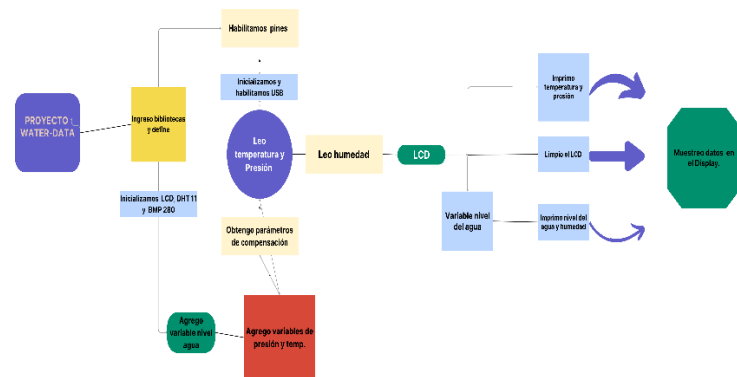 PROYECTO
WATER-DATA
Ingreso bibliotecas
y define
Habilitamos pines
Inicializamos y
habilitamos USB
Inicializamos LCD, DHT 11
y BMP 280
Leo
temperatura y
Presión
Leo humedad
LCD
Obtengo parámetros
de compensación
Agrego
variable nivel
agua
Agrego variables de
presión y temp.
Variable nivel
del agua
Imprimo
temperatura y
presión
Limpio el LCD
Imprime nivel del
agua y humedad
Muestreo datos en
el Display.